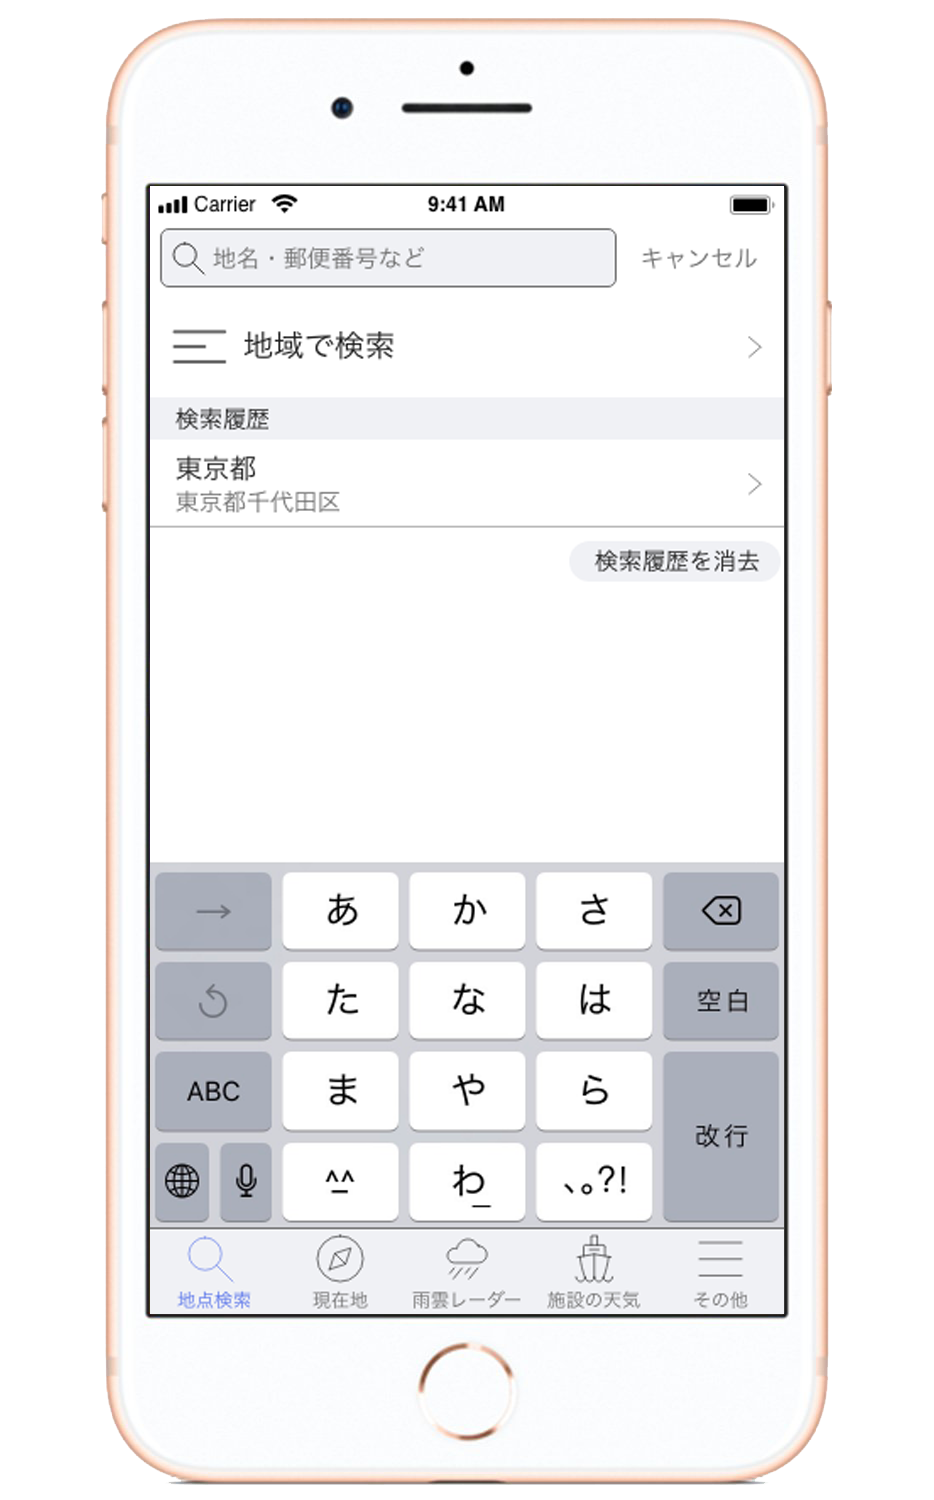 Carrier 9:41 AM
地名・郵便番号など キャンセル
地域で検索
検索履歴
東京都
東京都千代田区
検索履歴を消去
→ あ か さ
た な は 空白
ABC ま や ら
改行
^^ わ_ 、。?!
地点検索 現在地 雨雲レーダー 施設の天気 その他